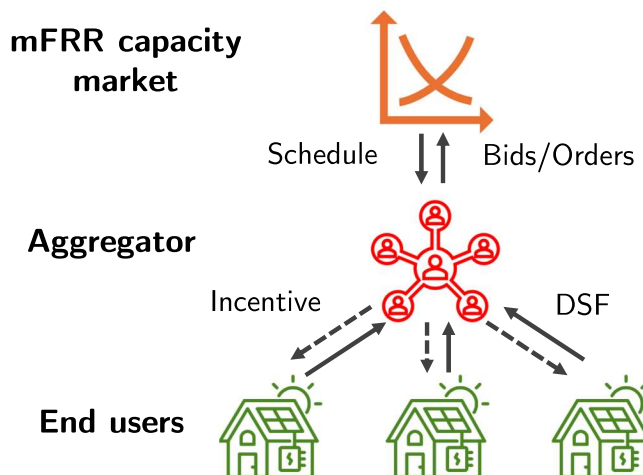 mFRR capacity
market
Schedule
Bids/Orders
Aggregator
Incentive
DSF
End users